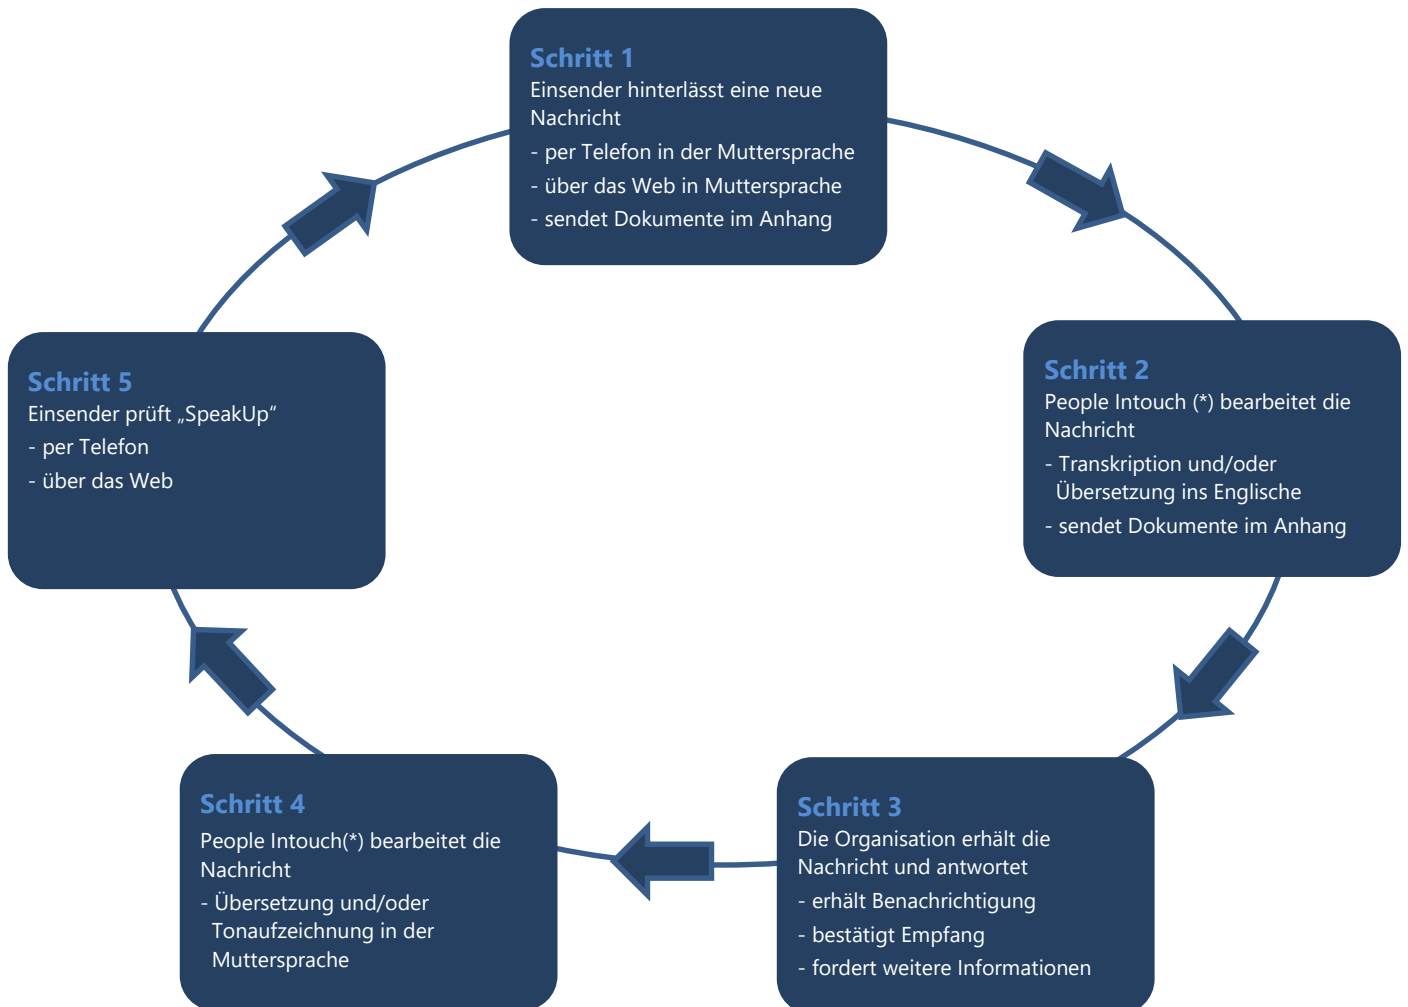 Schritt 1
Einsender hinterlässt eine neue
Nachricht
- per Telefon in der Muttersprache
- über das Web in Muttersprache
- sendet Dokumente im Anhang
Schritt 2
People Intouch (*) bearbeitet die
Nachricht
- Transkription und/oder
Übersetzung ins Englische
- sendet Dokumente im Anhang
Schritt 3
Die Organisation erhält die
Nachricht und antwortet
- erhält Benachrichtigung
- bestätigt Empfang
- fordert weitere Informationen
Schritt 4
People Intouch(*) bearbeitet die
Nachricht
- Übersetzung und/oder
Tonaufzeichnung in der
Muttersprache
Schritt 5
Einsender prüft „SpeakUp“
- per Telefon
- über das Web